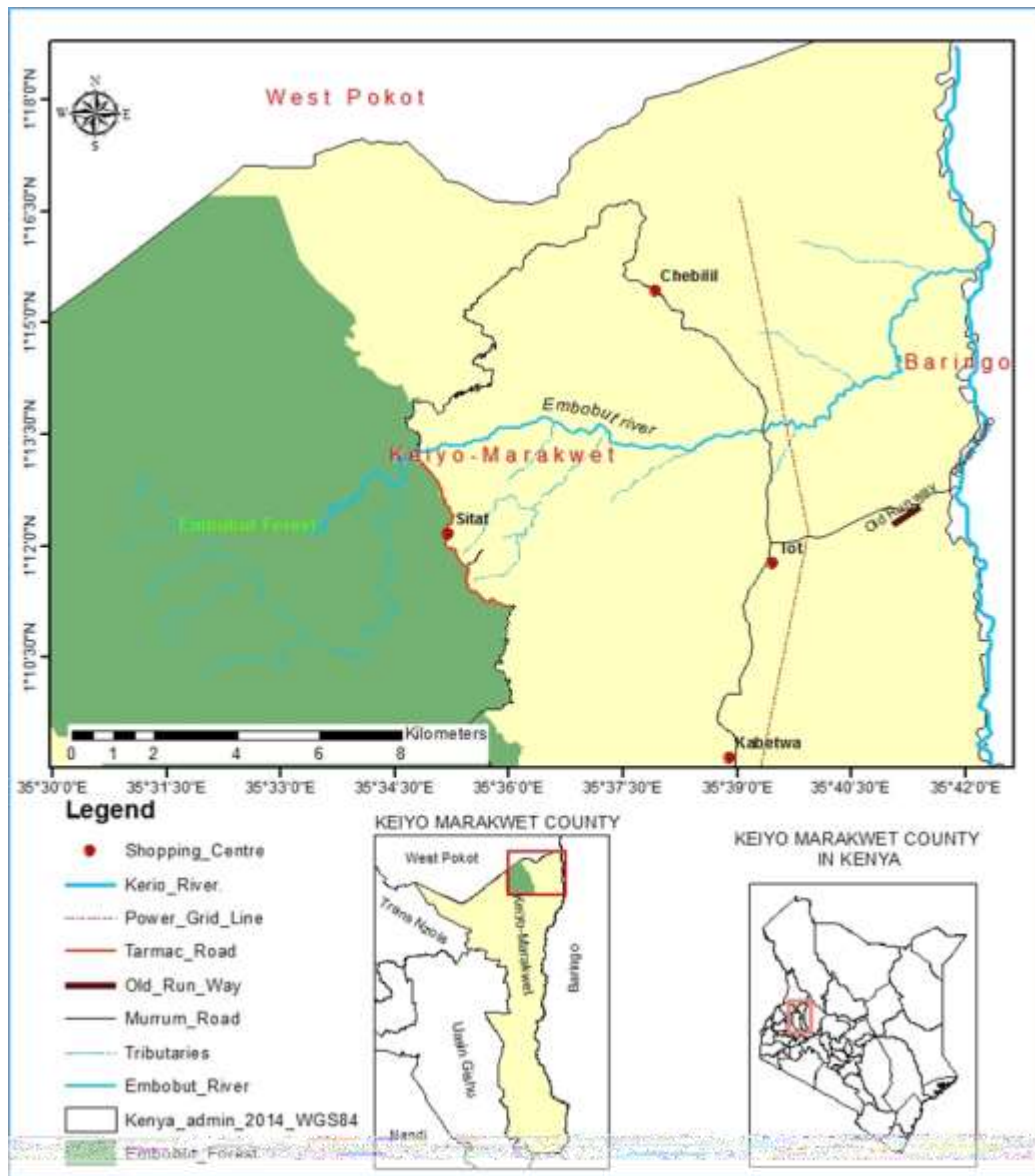 N
W E
S
West Pokot
1°18'0"N
1°16'30"N
1°15'0"N
1°13'30"N
1°12'0"N
1°10'30"N
Chebilil
Baringo
Embobut river
Keiyo-Marakwet
Embobut Forest
Sitat
Old Run Way
Tot
Kabetwa
Kilometers
0 1 2 4 6 8
35°30'0"E 35°31'30"E 35°33'0"E 35°34'30"E 35°36'0"E 35°37'30"E 35°39'0"E 35°40'30"E 35°42'0"E
Legend
Shopping_Centre
Kerio_River.
Power_Grid_Line
Tarmac_Road
Old_Run_Way
Murrum_Road
Tributaries
Embobut_River
Kenya_admin_2014_WGS84
Embobut_Forest
KEIYO MARAKWET COUNTY
West Pokot
Trans Nzoia
Keiyo-Marakwet
Baringo
Uasin Gishu
Nandi
KEIYO MARAKWET COUNTY
IN KENYA